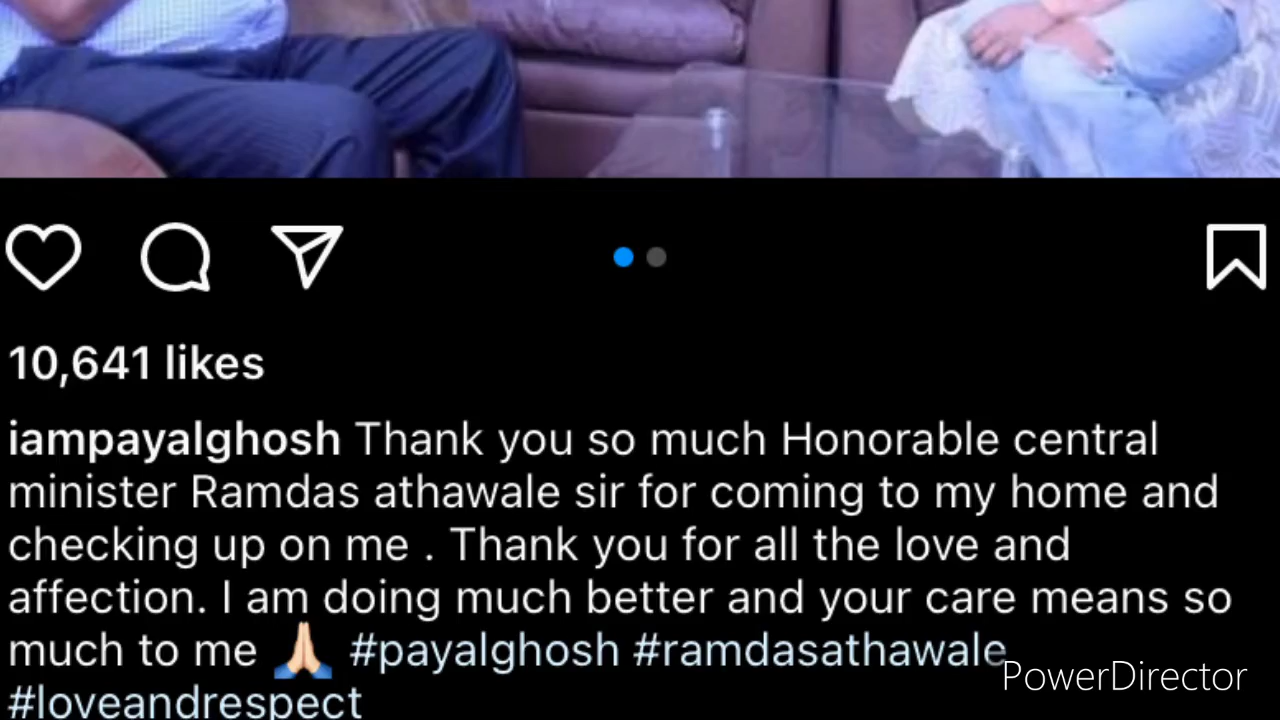 10,641 likes
iampayalghosh Thank you so much Honorable central
minister Ramdas athawale sir for coming to my home and
checking up on me . Thank you for all the love and
affection. I am doing much better and your care means so
much to me 🙏🏻 #payalghosh #ramdasathawale
#loveandrespect
PowerDirector